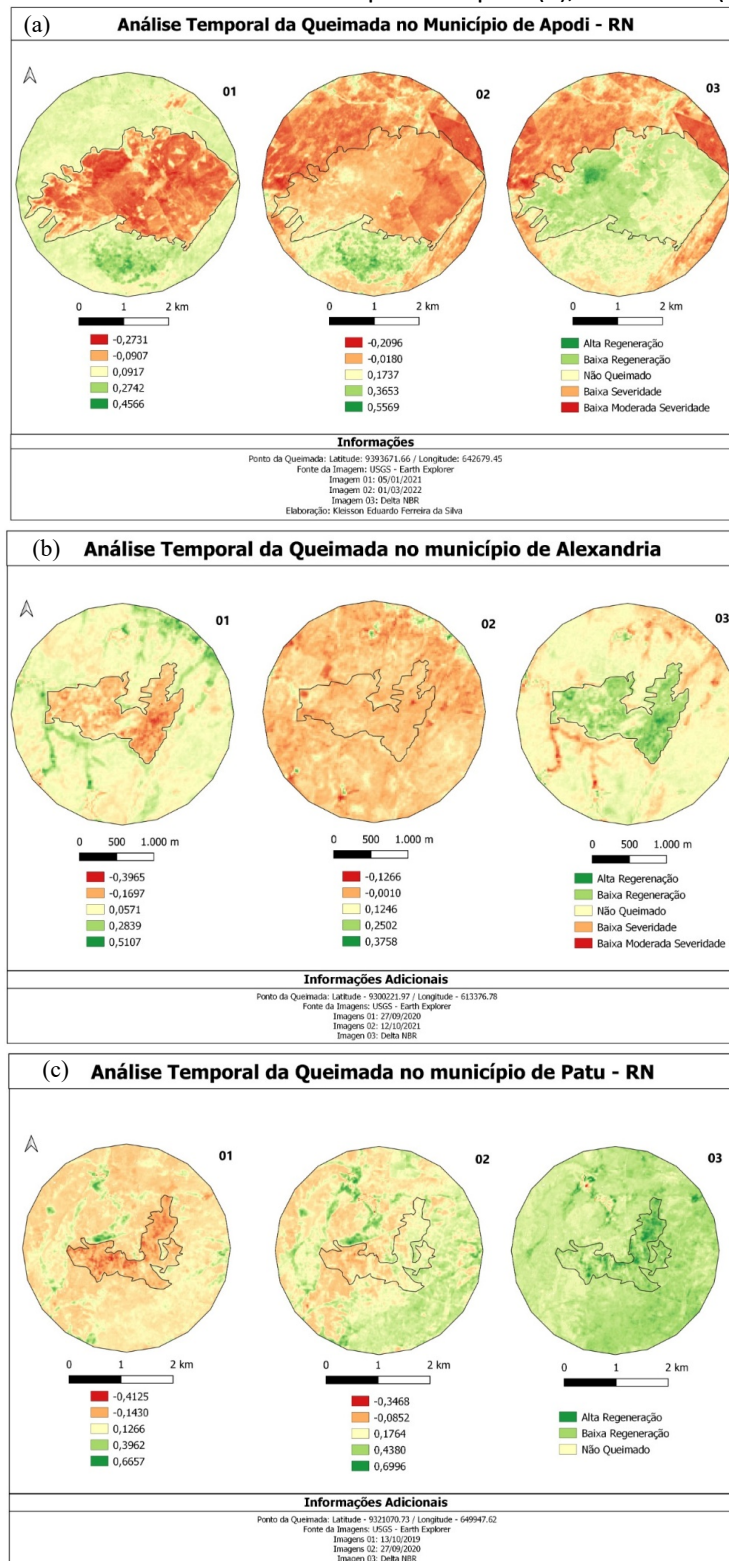 (a) Análise Temporal da Queimada no Município de Apodi - RN
01 02 03
0 1 2 km 0 1 2 km 0 1 2 km
-0,2731 -0,2096 Alta Regeneração
-0,0907 -0,0180 Baixa Regeneração
0,0917 0,1737 Não Queimado
0,2742 0,3653 Baixa Severidade
0,4566 0,5569 Baixa Moderada Severidade
Informações
Ponto da Queimada: Latitude: 9393671.66 / Longitude: 642679.45
Fonte da Imagem: USGS - Earth Explorer
Imagem 01: 05/01/2021
Imagem 02: 01/03/2022
Imagem 03: Delta NBR
Elaboração: Kleisson Eduardo Ferreira da Silva
(b) Análise Temporal da Queimada no município de Alexandria
01 02 03
0 500 1.000 m 0 500 1.000 m 0 500 1.000 m
-0,3965 -0,1266 Alta Regerenação
-0,1697 -0,0010 Baixa Regeneração
0,0571 0,1246 Não Queimado
0,2839 0,2502 Baixa Severidade
0,5107 0,3758 Baixa Moderada Severidade
Informações Adicionais
Ponto da Queimada: Latitude - 9300221.97 / Longitude - 613376.78
Fonte da Imagens: USGS - Earth Explorer
Imagens 01: 27/09/2020
Imagens 02: 12/10/2021
Imagen 03: Delta NBR
(c) Análise Temporal da Queimada no município de Patu - RN
01 02 03
0 1 2 km 0 1 2 km 0 1 2 km
-0,4125 -0,3468 Alta Regeneração
-0,1430 -0,0852 Baixa Regeneração
0,1266 0,1764 Não Queimado
0,3962 0,4380
0,6657 0,6996
Informações Adicionais
Ponto da Queimada: Latitude - 9321070.73 / Longitude - 649947.62
Fonte da Imagens: USGS - Earth Explorer
Imagens 01: 13/10/2019
Imagens 02: 27/09/2020
Imagen 03: Delta NBR